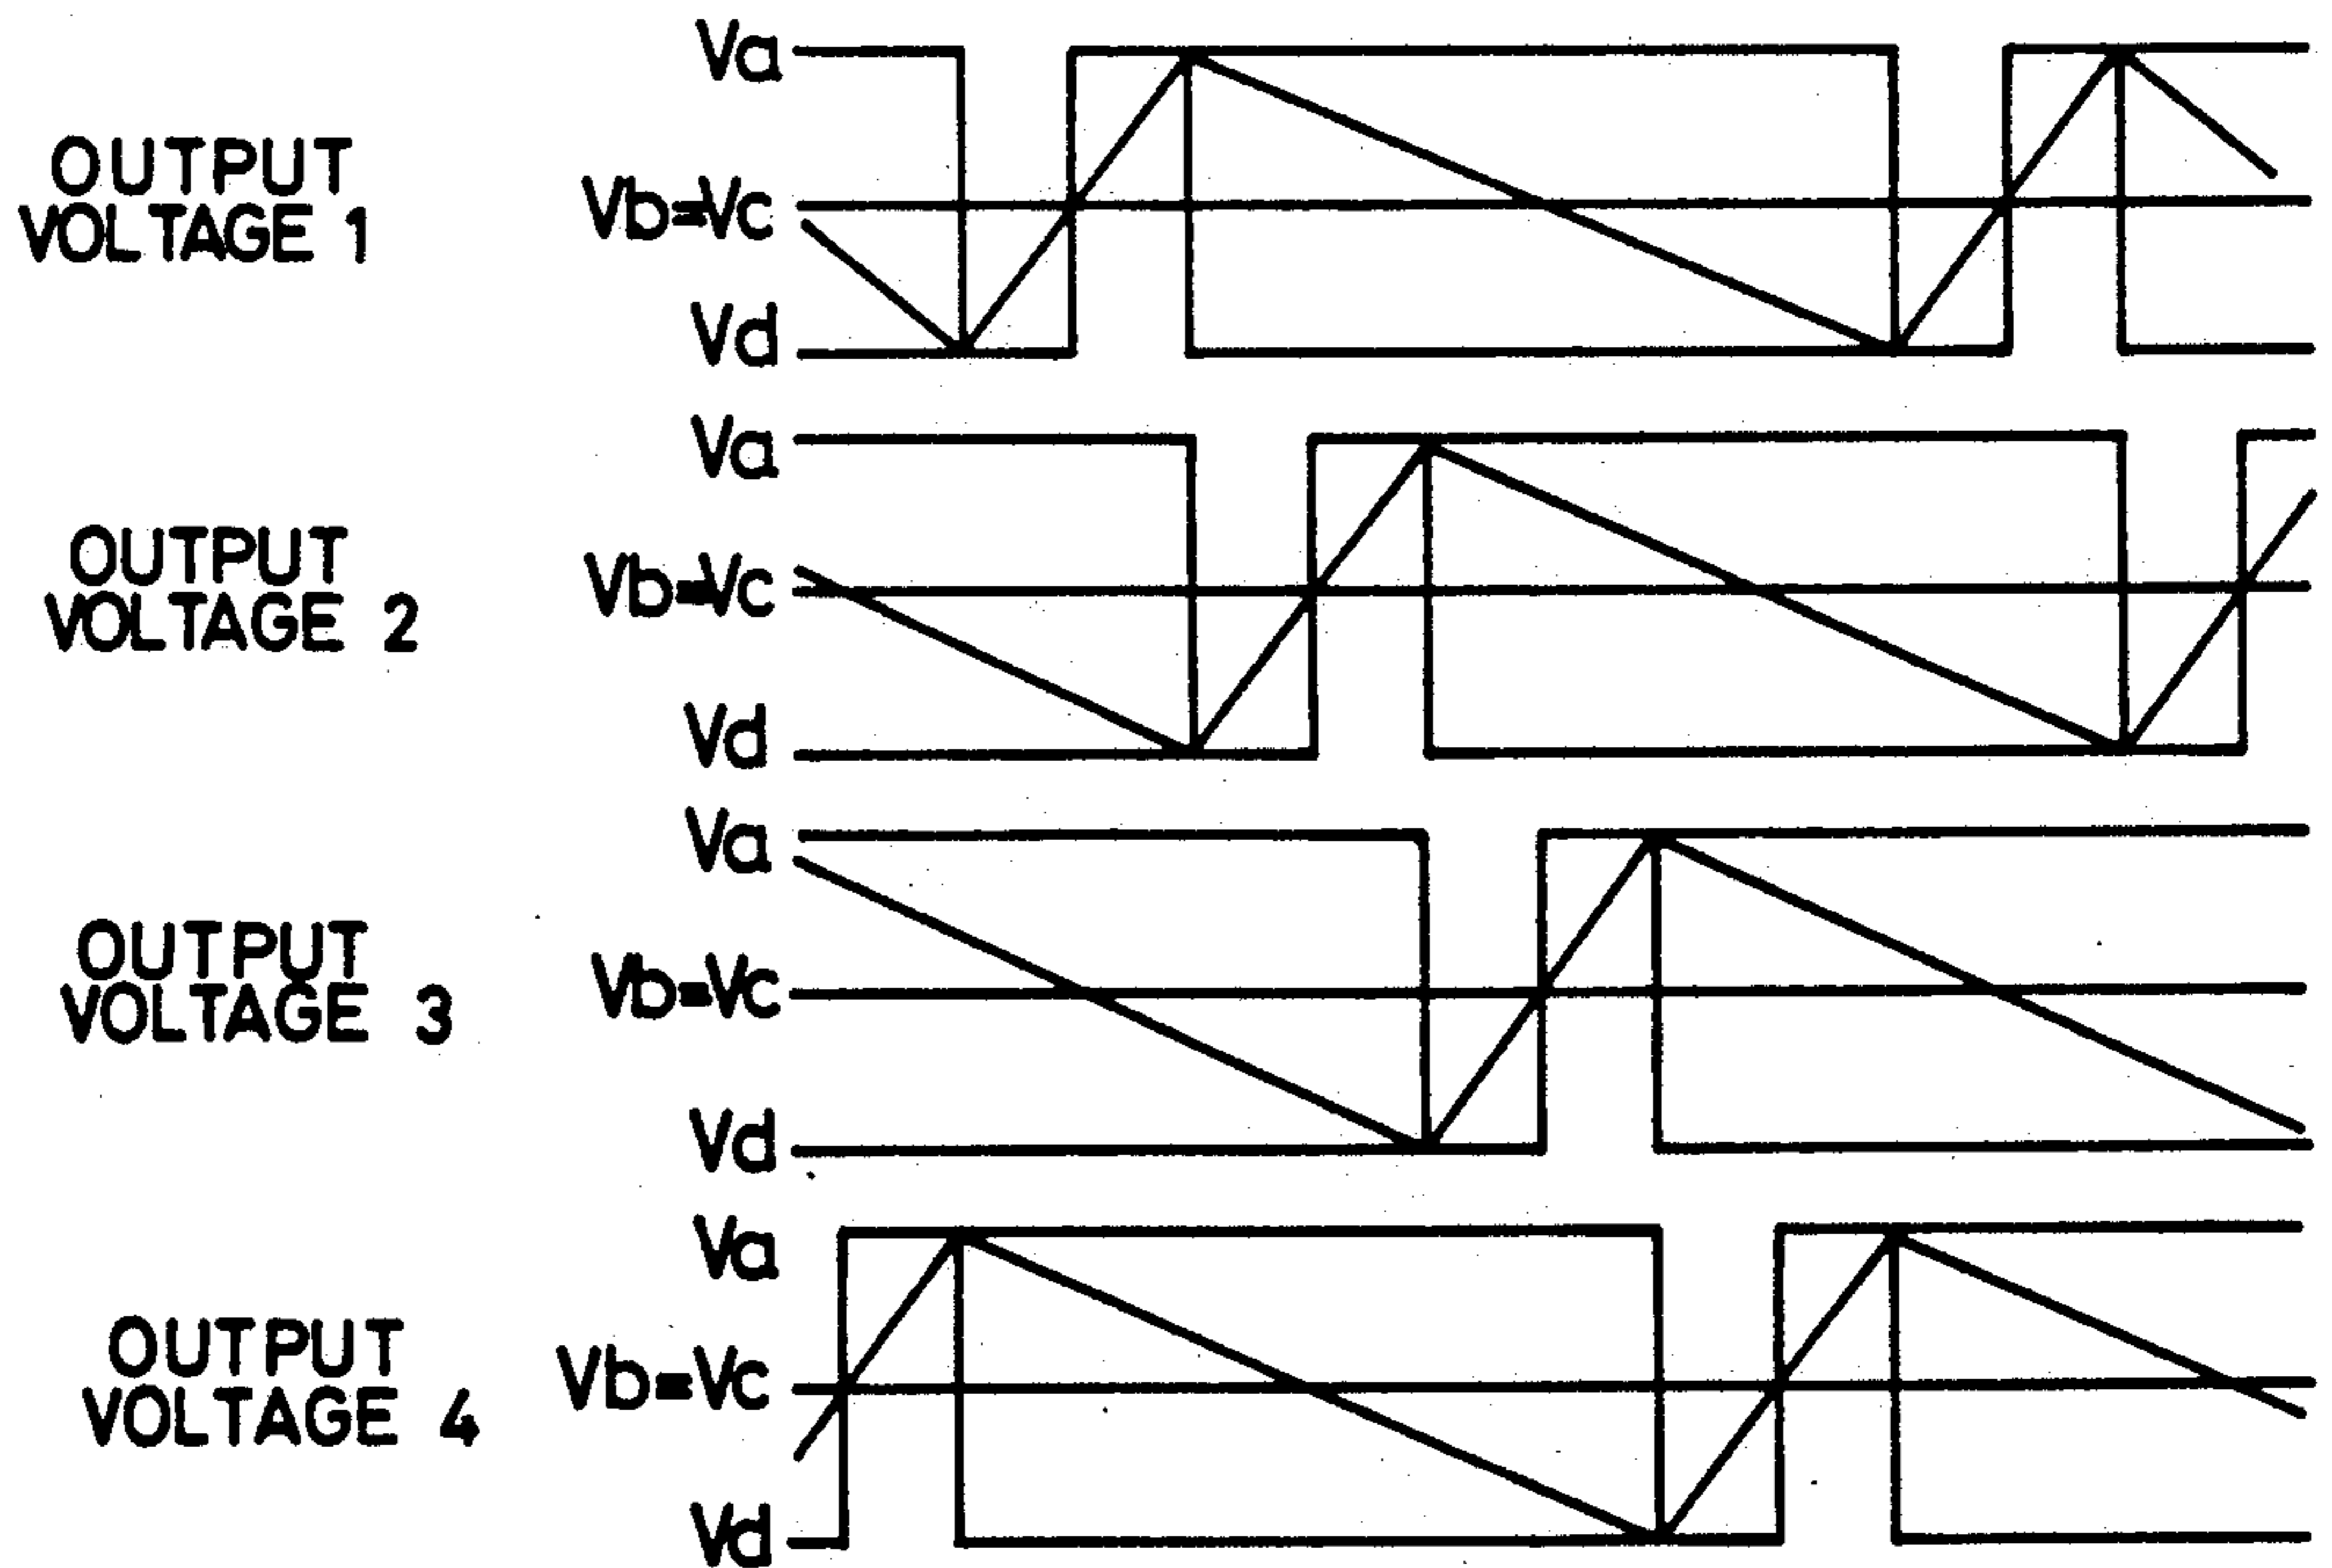 Va
OUTPUT
VOLTAGE 1
Vb=Vc
Vd
Va
OUTPUT
VOLTAGE 2
Vb=Vc
Vd
Va
OUTPUT
VOLTAGE 3
Vb=Vc
Vd
Va
OUTPUT
VOLTAGE 4
Vb=Vc
Vd